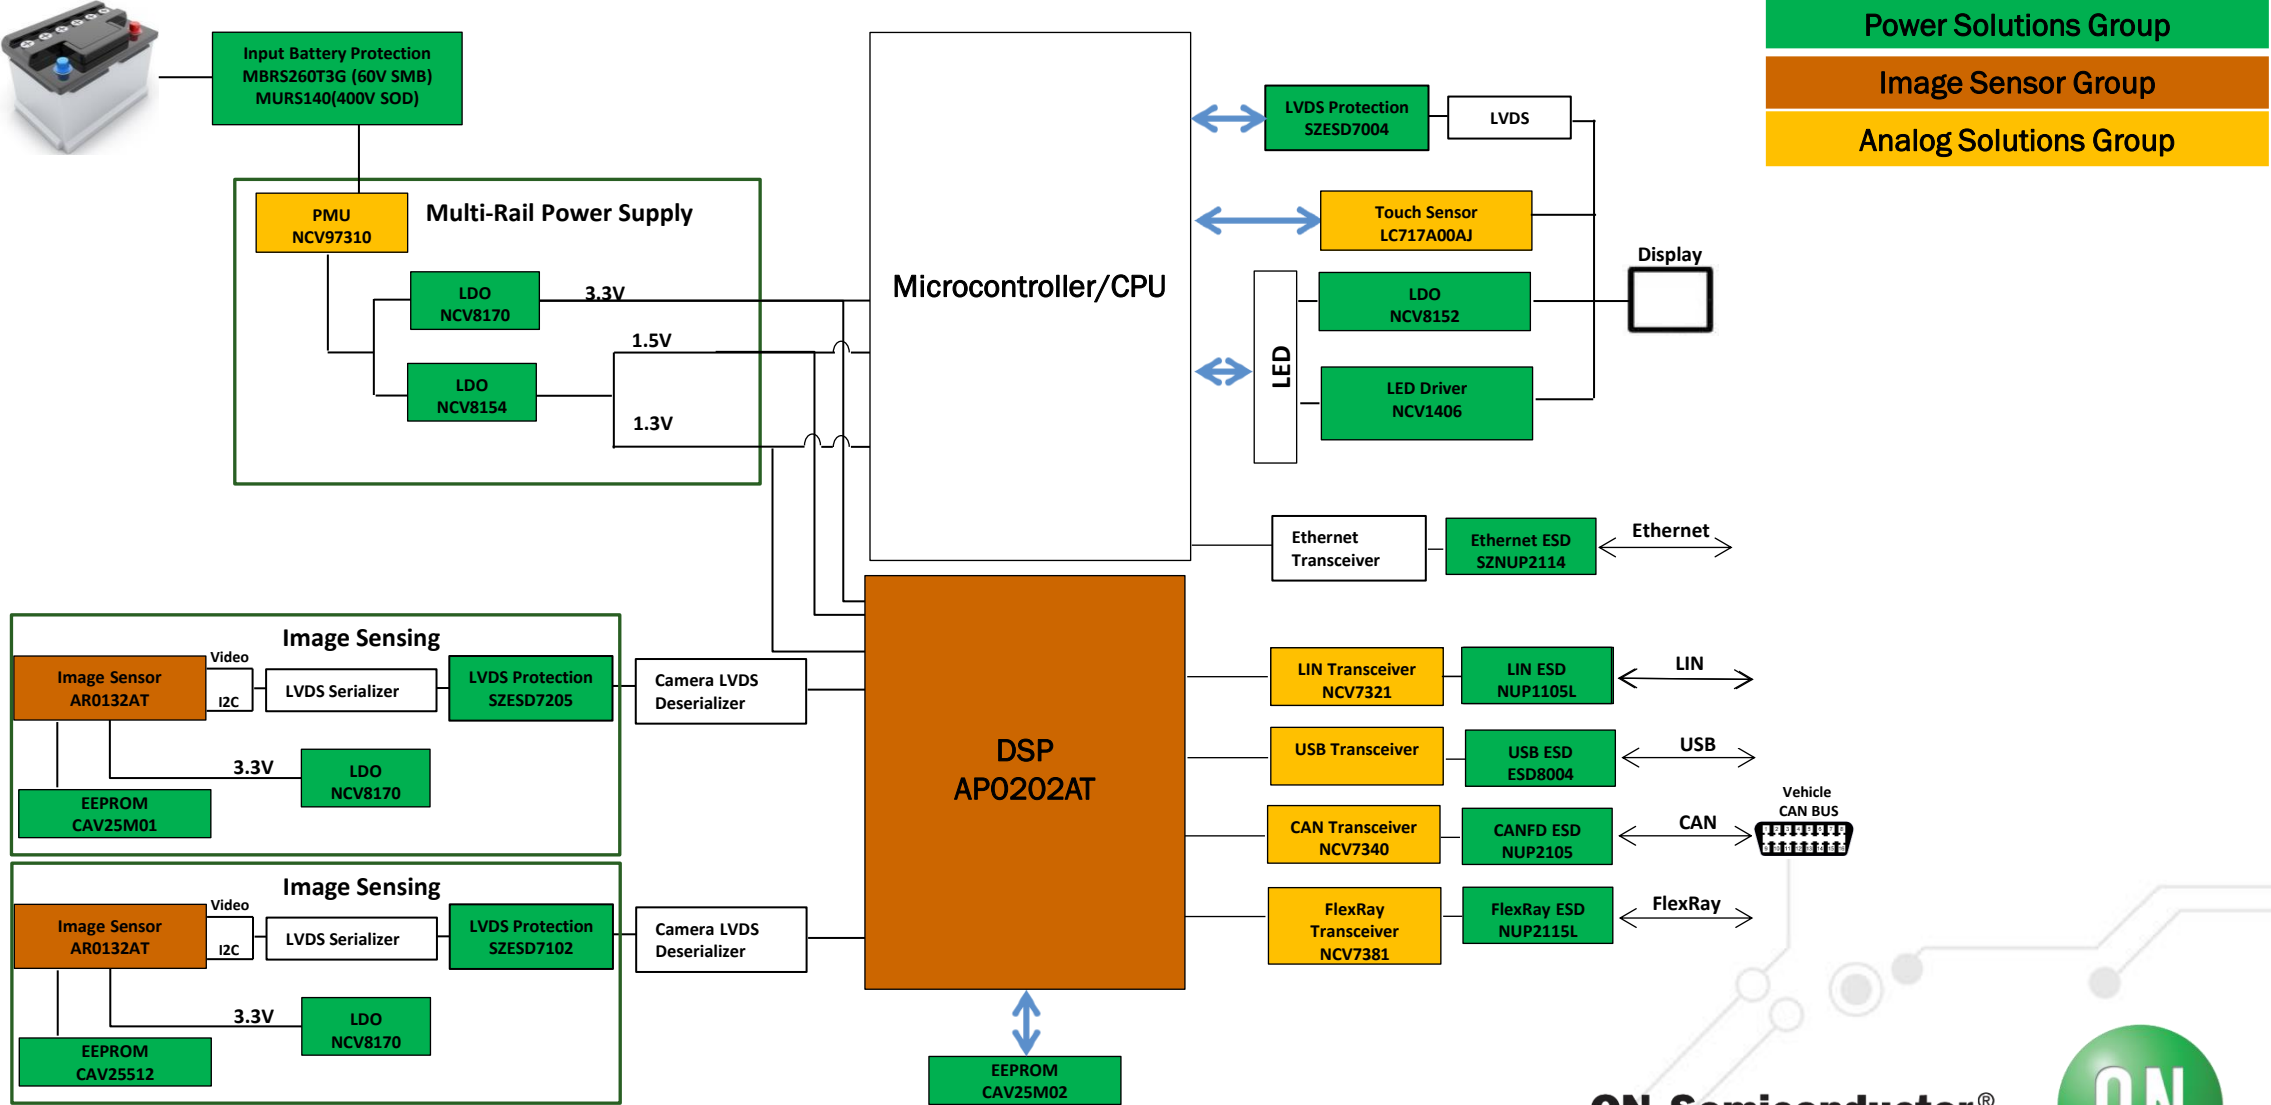 Power Solutions Group
Image Sensor Group
Analog Solutions Group
Input Battery Protection
MBRS260T3G (60V SMB)
MURS140(400V SOD)
Multi-Rail Power Supply
PMU
NCV97310
LDO
NCV8170
3.3V
LDO
NCV8154
1.5V
1.3V
Microcontroller/CPU
LVDS Protection
SZESD7004
LVDS
Touch Sensor
LC717A00AJ
LED
LDO
NCV8152
LED Driver
NCV1406
Display
Ethernet
Transceiver
Ethernet ESD
SZNUP2114
Ethernet
Image Sensing
Image Sensor
AR0132AT
Video
I2C
LVDS Serializer
LVDS Protection
SZESD7205
Camera LVDS
Deserializer
3.3V
LDO
NCV8170
EEPROM
CAV25M01
Image Sensing
Image Sensor
AR0132AT
Video
I2C
LVDS Serializer
LVDS Protection
SZESD7102
Camera LVDS
Deserializer
3.3V
LDO
NCV8170
EEPROM
CAV25512
DSP
AP0202AT
EEPROM
CAV25M02
LIN Transceiver
NCV7321
LIN ESD
NUP1105L
LIN
USB Transceiver
USB ESD
ESD8004
USB
CAN Transceiver
NCV7340
CANFD ESD
NUP2105
CAN
Vehicle
CAN BUS
FlexRay
Transceiver
NCV7381
FlexRay ESD
NUP2115L
FlexRay
ON Semiconductor®
ON